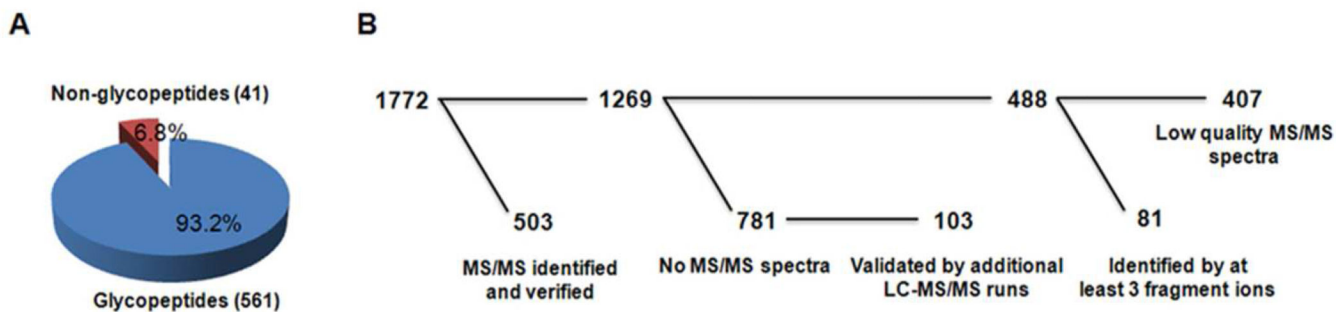 A
Non-glycopeptides (41)
6.8%
93.2%
Glycopeptides (561)
B
1772
1269
488
407
Low quality MS/MS
spectra
503
781
103
81
MS/MS identified
and verified
No MS/MS spectra
Validated by additional
LC-MS/MS runs
Identified by at
least 3 fragment ions